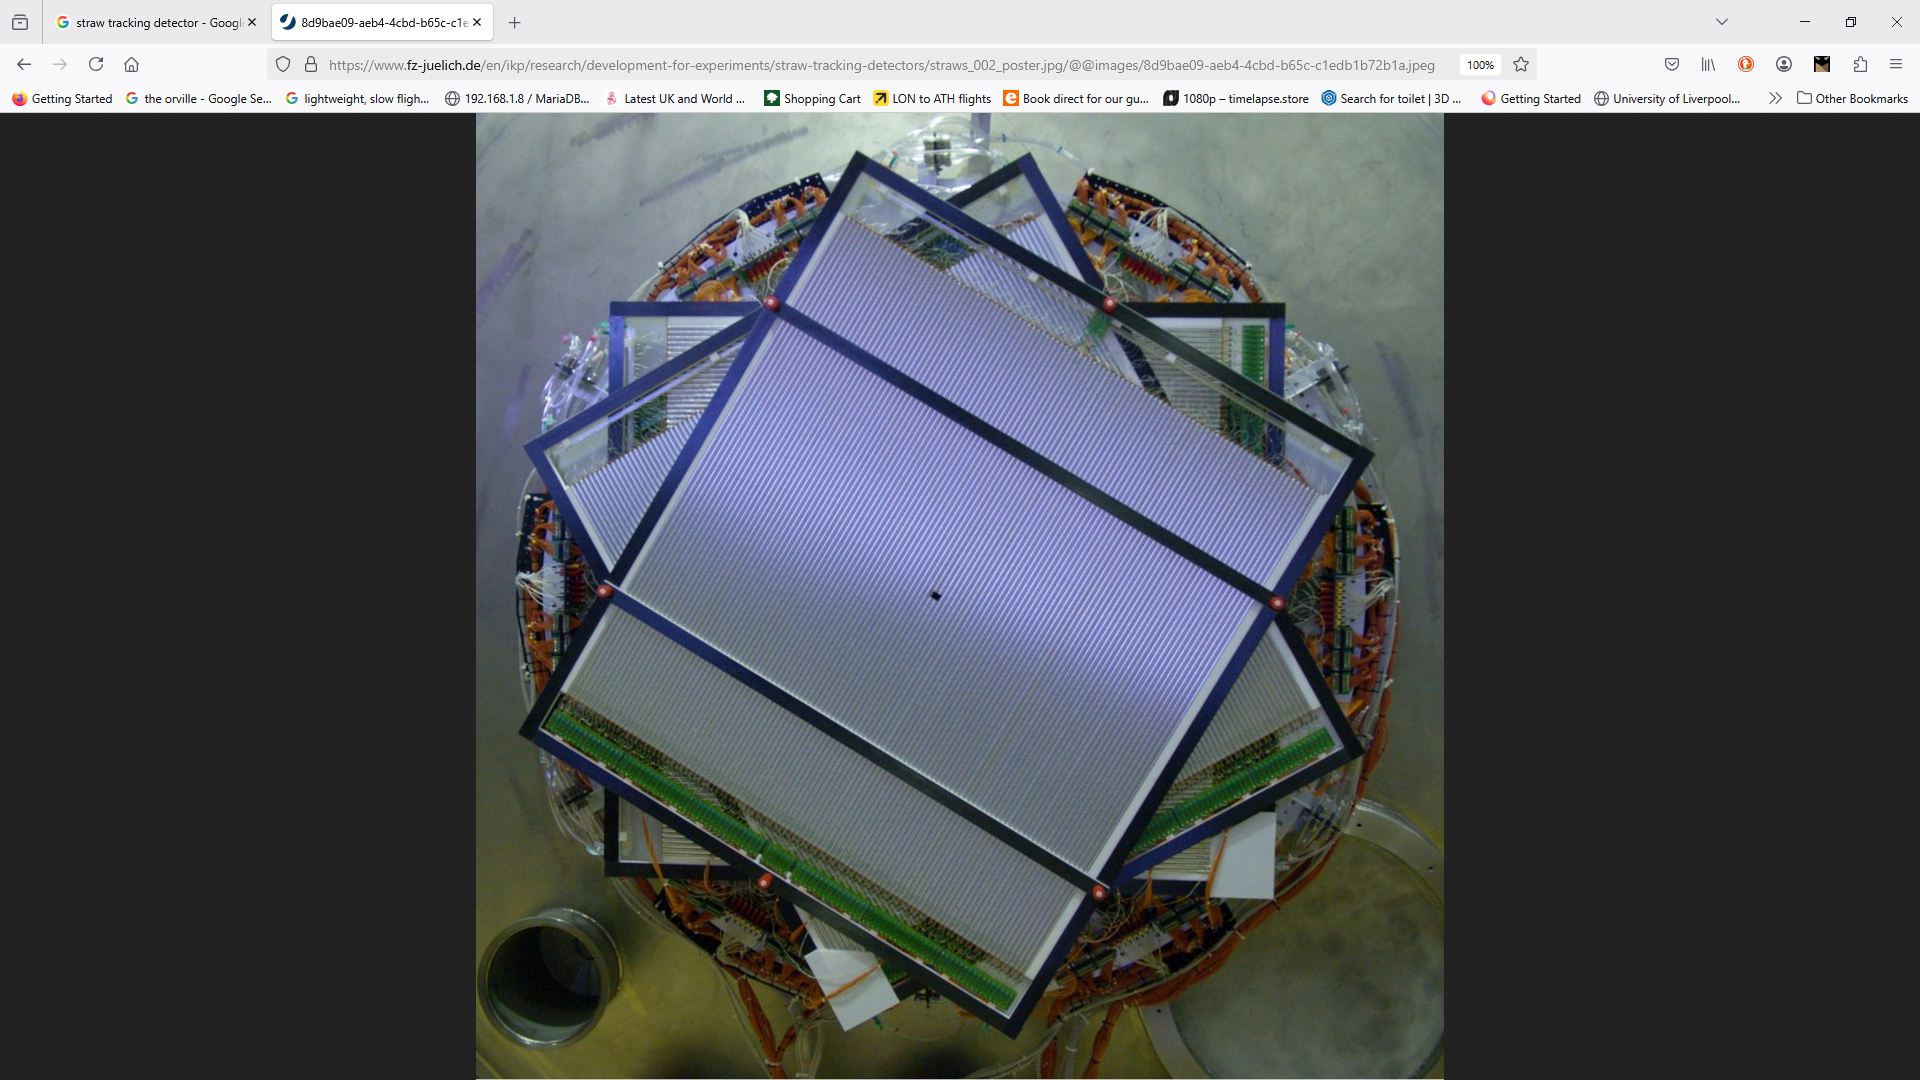 straw tracking detector - Googl
8d9bae09-aeb4-4cbd-b65c-c1e
https://www.fz-juelich.de/en/ikp/research/development-for-experiments/straw-tracking-detectors/straws_002_poster.jpg/@@images/8d9bae09-aeb4-4cbd-b65c-c1edb1b72b1a.jpeg
100%
Getting Started
the orville - Google Se...
lightweight, slow fligh...
192.168.1.8 / MariaDB...
Latest UK and World ...
Shopping Cart
LON to ATH flights
Book direct for our gu...
1080p – timelapse.store
Search for toilet | 3D ...
Getting Started
University of Liverpool...
Other Bookmarks